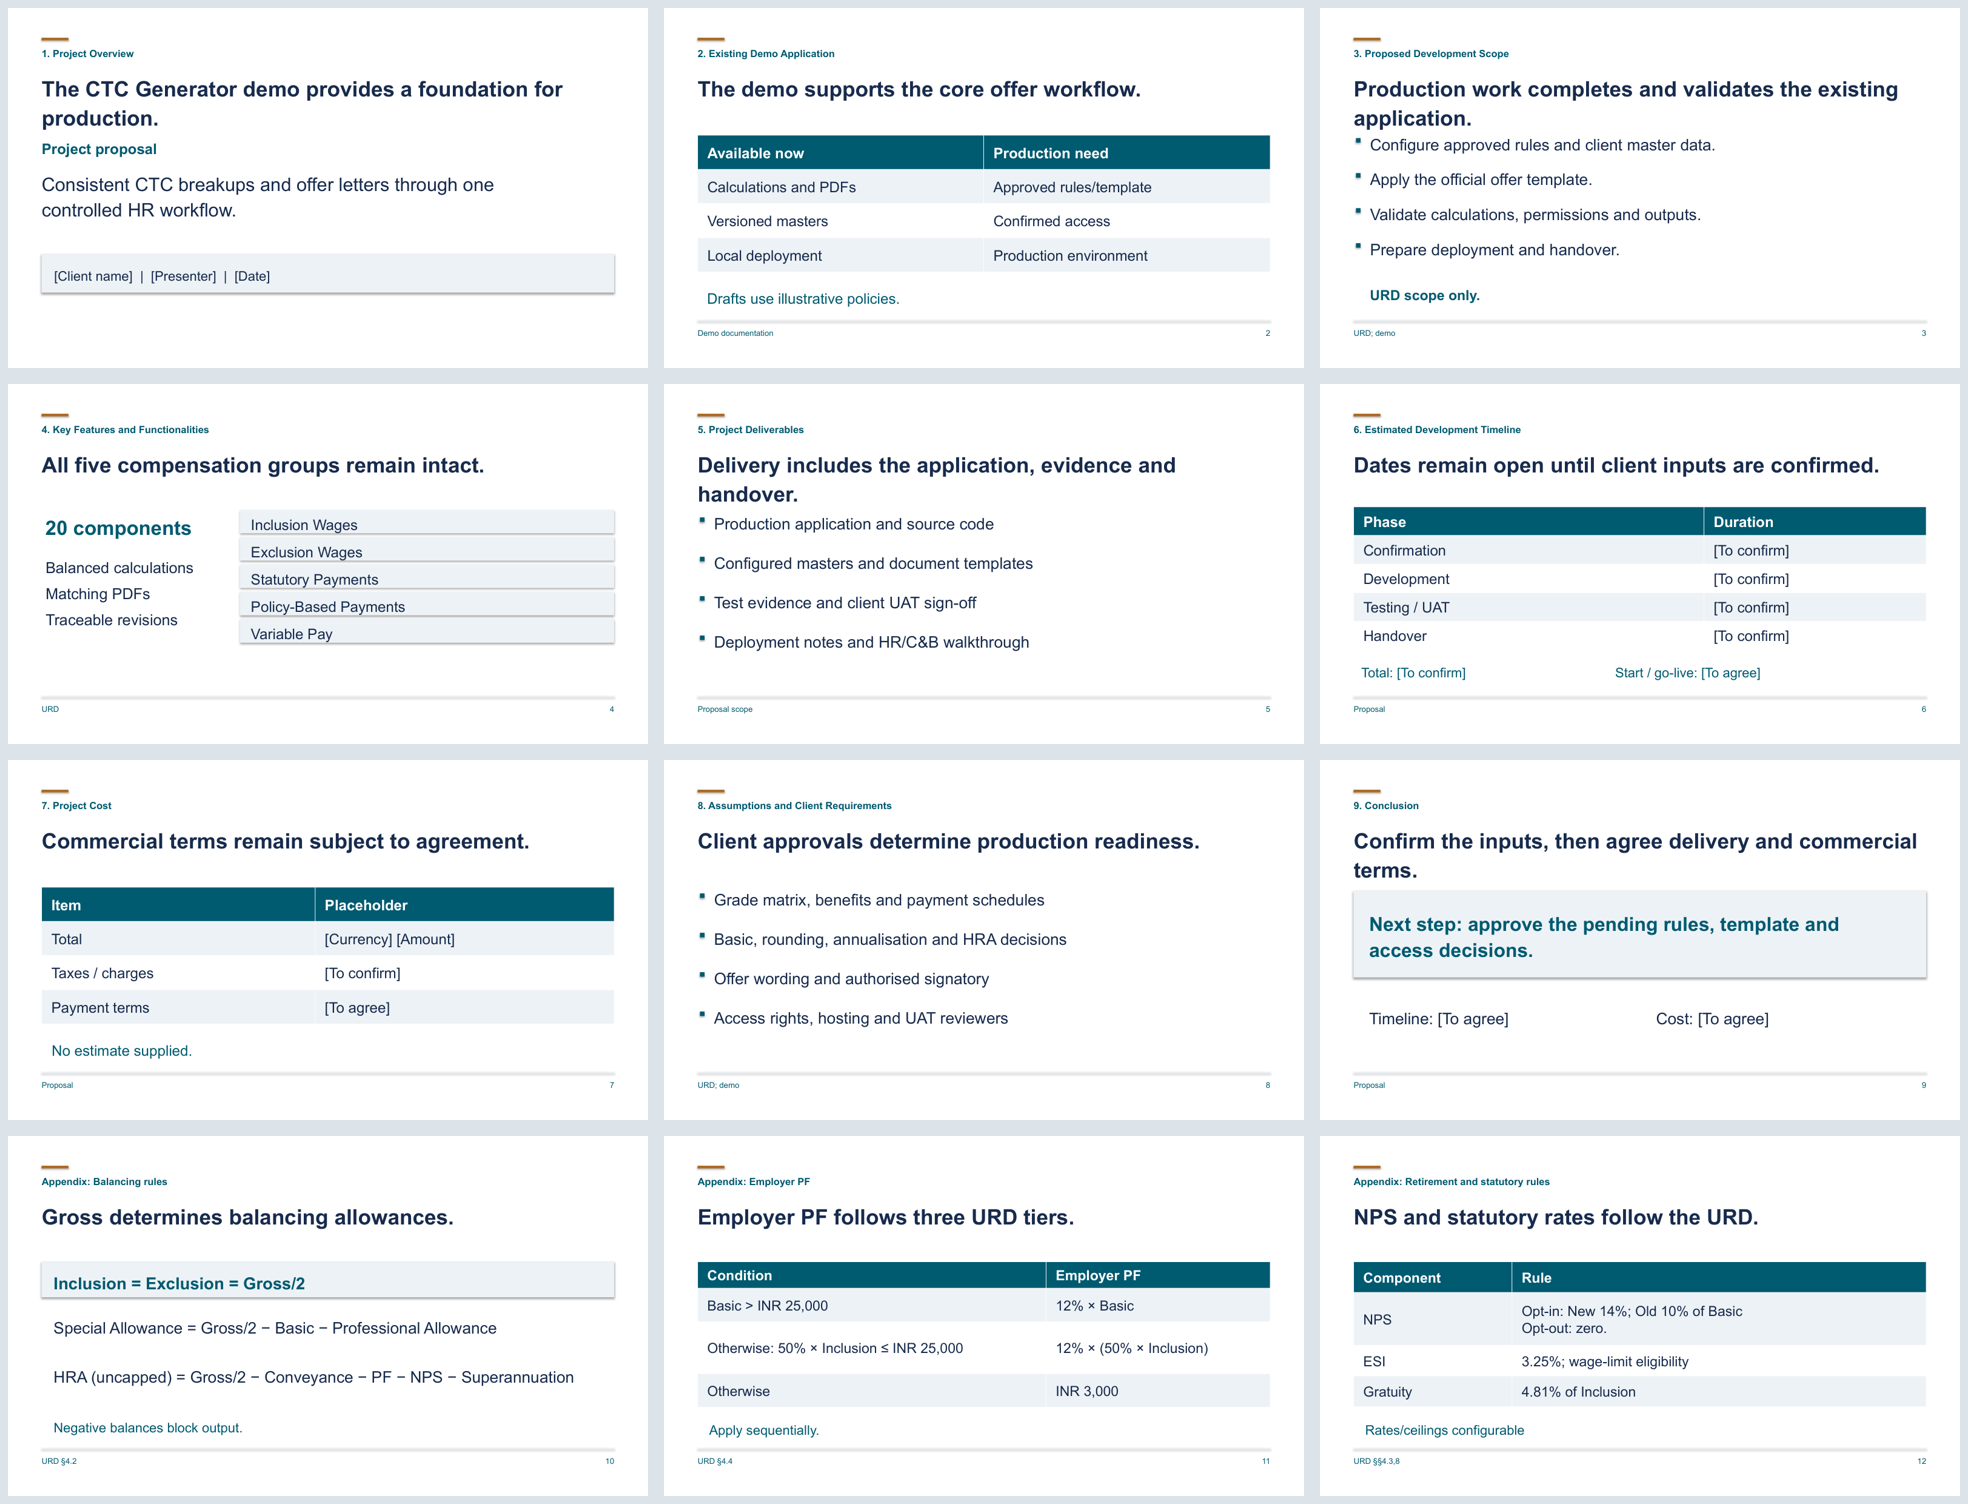 1. Project Overview
The CTC Generator demo provides a foundation for
production.
Project proposal
Consistent CTC breakups and offer letters through one
controlled HR workflow.
[Client name] | [Presenter] | [Date]
2. Existing Demo Application
The demo supports the core offer workflow.
Available now Production need
Calculations and PDFs Approved rules/template
Versioned masters Confirmed access
Local deployment Production environment
Drafts use illustrative policies.
Demo documentation 2
3. Proposed Development Scope
Production work completes and validates the existing
application.
Configure approved rules and client master data.
Apply the official offer template.
Validate calculations, permissions and outputs.
Prepare deployment and handover.
URD scope only.
URD; demo 3
4. Key Features and Functionalities
All five compensation groups remain intact.
20 components
Balanced calculations
Matching PDFs
Traceable revisions
Inclusion Wages
Exclusion Wages
Statutory Payments
Policy-Based Payments
Variable Pay
URD 4
5. Project Deliverables
Delivery includes the application, evidence and
handover.
Production application and source code
Configured masters and document templates
Test evidence and client UAT sign-off
Deployment notes and HR/C&B walkthrough
Proposal scope 5
6. Estimated Development Timeline
Dates remain open until client inputs are confirmed.
Phase Duration
Confirmation [To confirm]
Development [To confirm]
Testing / UAT [To confirm]
Handover [To confirm]
Total: [To confirm] Start / go-live: [To agree]
Proposal 6
7. Project Cost
Commercial terms remain subject to agreement.
Item Placeholder
Total [Currency] [Amount]
Taxes / charges [To confirm]
Payment terms [To agree]
No estimate supplied.
Proposal 7
8. Assumptions and Client Requirements
Client approvals determine production readiness.
Grade matrix, benefits and payment schedules
Basic, rounding, annualisation and HRA decisions
Offer wording and authorised signatory
Access rights, hosting and UAT reviewers
URD; demo 8
9. Conclusion
Confirm the inputs, then agree delivery and commercial
terms.
Next step: approve the pending rules, template and
access decisions.
Timeline: [To agree] Cost: [To agree]
Proposal 9
Appendix: Balancing rules
Gross determines balancing allowances.
Inclusion = Exclusion = Gross/2
Special Allowance = Gross/2 − Basic − Professional Allowance
HRA (uncapped) = Gross/2 − Conveyance − PF − NPS − Superannuation
Negative balances block output.
URD §4.2 10
Appendix: Employer PF
Employer PF follows three URD tiers.
Condition Employer PF
Basic > INR 25,000 12% × Basic
Otherwise: 50% × Inclusion ≤ INR 25,000 12% × (50% × Inclusion)
Otherwise INR 3,000
Apply sequentially.
URD §4.4 11
Appendix: Retirement and statutory rules
NPS and statutory rates follow the URD.
Component Rule
NPS Opt-in: New 14%; Old 10% of Basic
Opt-out: zero.
ESI 3.25%; wage-limit eligibility
Gratuity 4.81% of Inclusion
Rates/ceilings configurable
URD §§4.3,8 12